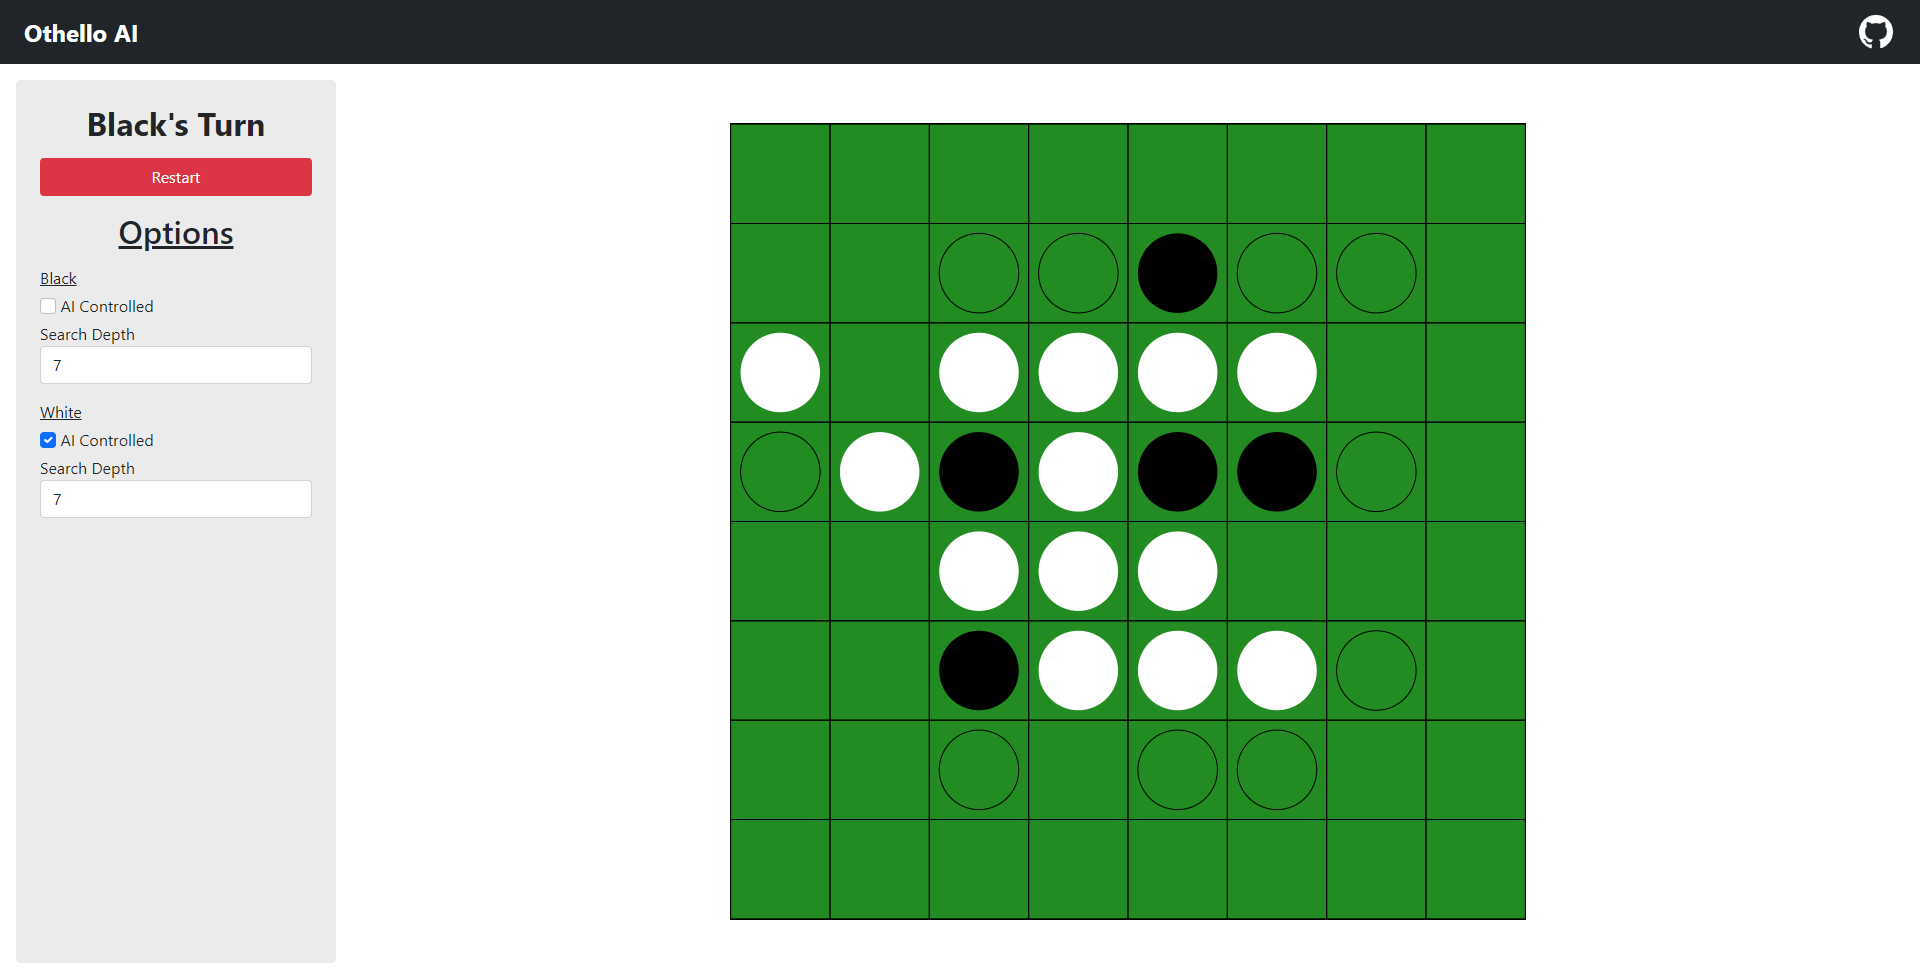 Othello AI
Black's Turn
Restart
Options
Black
AI Controlled
Search Depth
7
White
AI Controlled
Search Depth
7